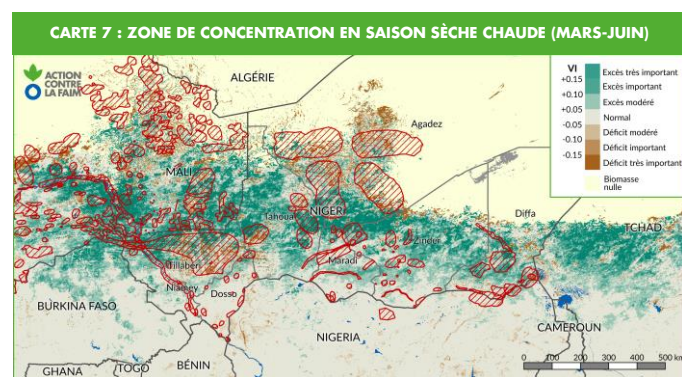 CARTE 7 : ZONE DE CONCENTRATION EN SAISON SÈCHE CHAUDE (MARS-JUIN)
ACTION
CONTRE
LA FAIM
ALGÉRIE
VI
+0.15
+0.10
+0.05
-0.05
-0.10
-0.15
Excès très important
Excès important
Excès modéré
Normal
Déficit modéré
Déficit important
Déficit très important
Biomasse
nulle
Agadez
MALI
Tahoua
NIGER
Diffa
TCHAD
Zinder
Maradi
Tillaberi
Niamey
Dosso
BURKINA FASO
NIGERIA
CAMEROUN
GHANA
TOGO
BÉNIN
0 100 200 300 400 500 km